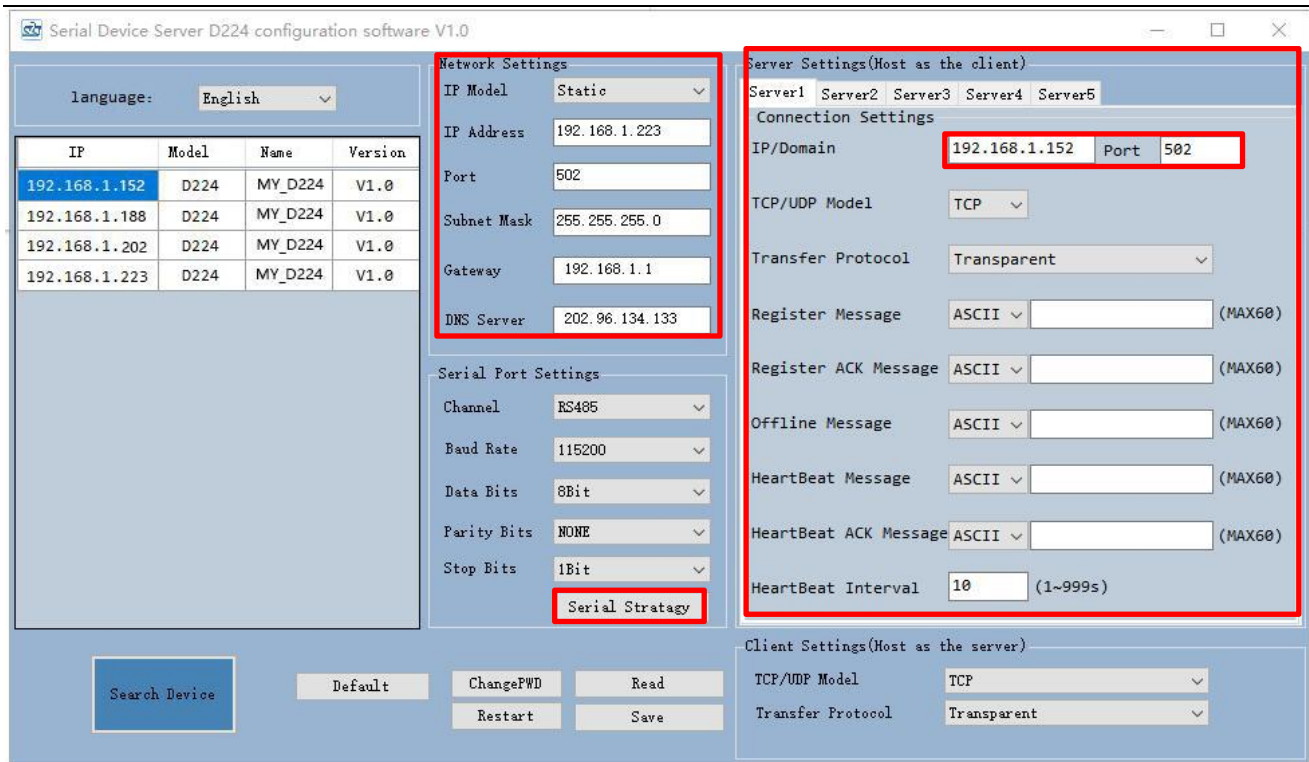 Serial Device Server D224 configuration software V1.0
language: English
IP Model Name Version
192.168.1.152 D224 MY_D224 V1.0
192.168.1.188 D224 MY_D224 V1.0
192.168.1.202 D224 MY_D224 V1.0
192.168.1.223 D224 MY_D224 V1.0
Search Device
Default
Network Settings
IP Model Static
IP Address 192.168.1.223
Port 502
Subnet Mask 255.255.255.0
Gateway 192.168.1.1
DNS Server 202.96.134.133
Serial Port Settings
Channel RS485
Baud Rate 115200
Data Bits 8Bit
Parity Bits NONE
Stop Bits 1Bit
Serial Stratagy
ChangePWD Read
Restart Save
Server Settings(Host as the client)
Server1 Server2 Server3 Server4 Server5
Connection Settings
IP/Domain 192.168.1.152 Port 502
TCP/UDP Model TCP
Transfer Protocol Transparent
Register Message ASCII (MAX60)
Register ACK Message ASCII (MAX60)
Offline Message ASCII (MAX60)
HeartBeat Message ASCII (MAX60)
HeartBeat ACK Message ASCII (MAX60)
HeartBeat Interval 10 (1~999s)
Client Settings(Host as the server)
TCP/UDP Model TCP
Transfer Protocol Transparent